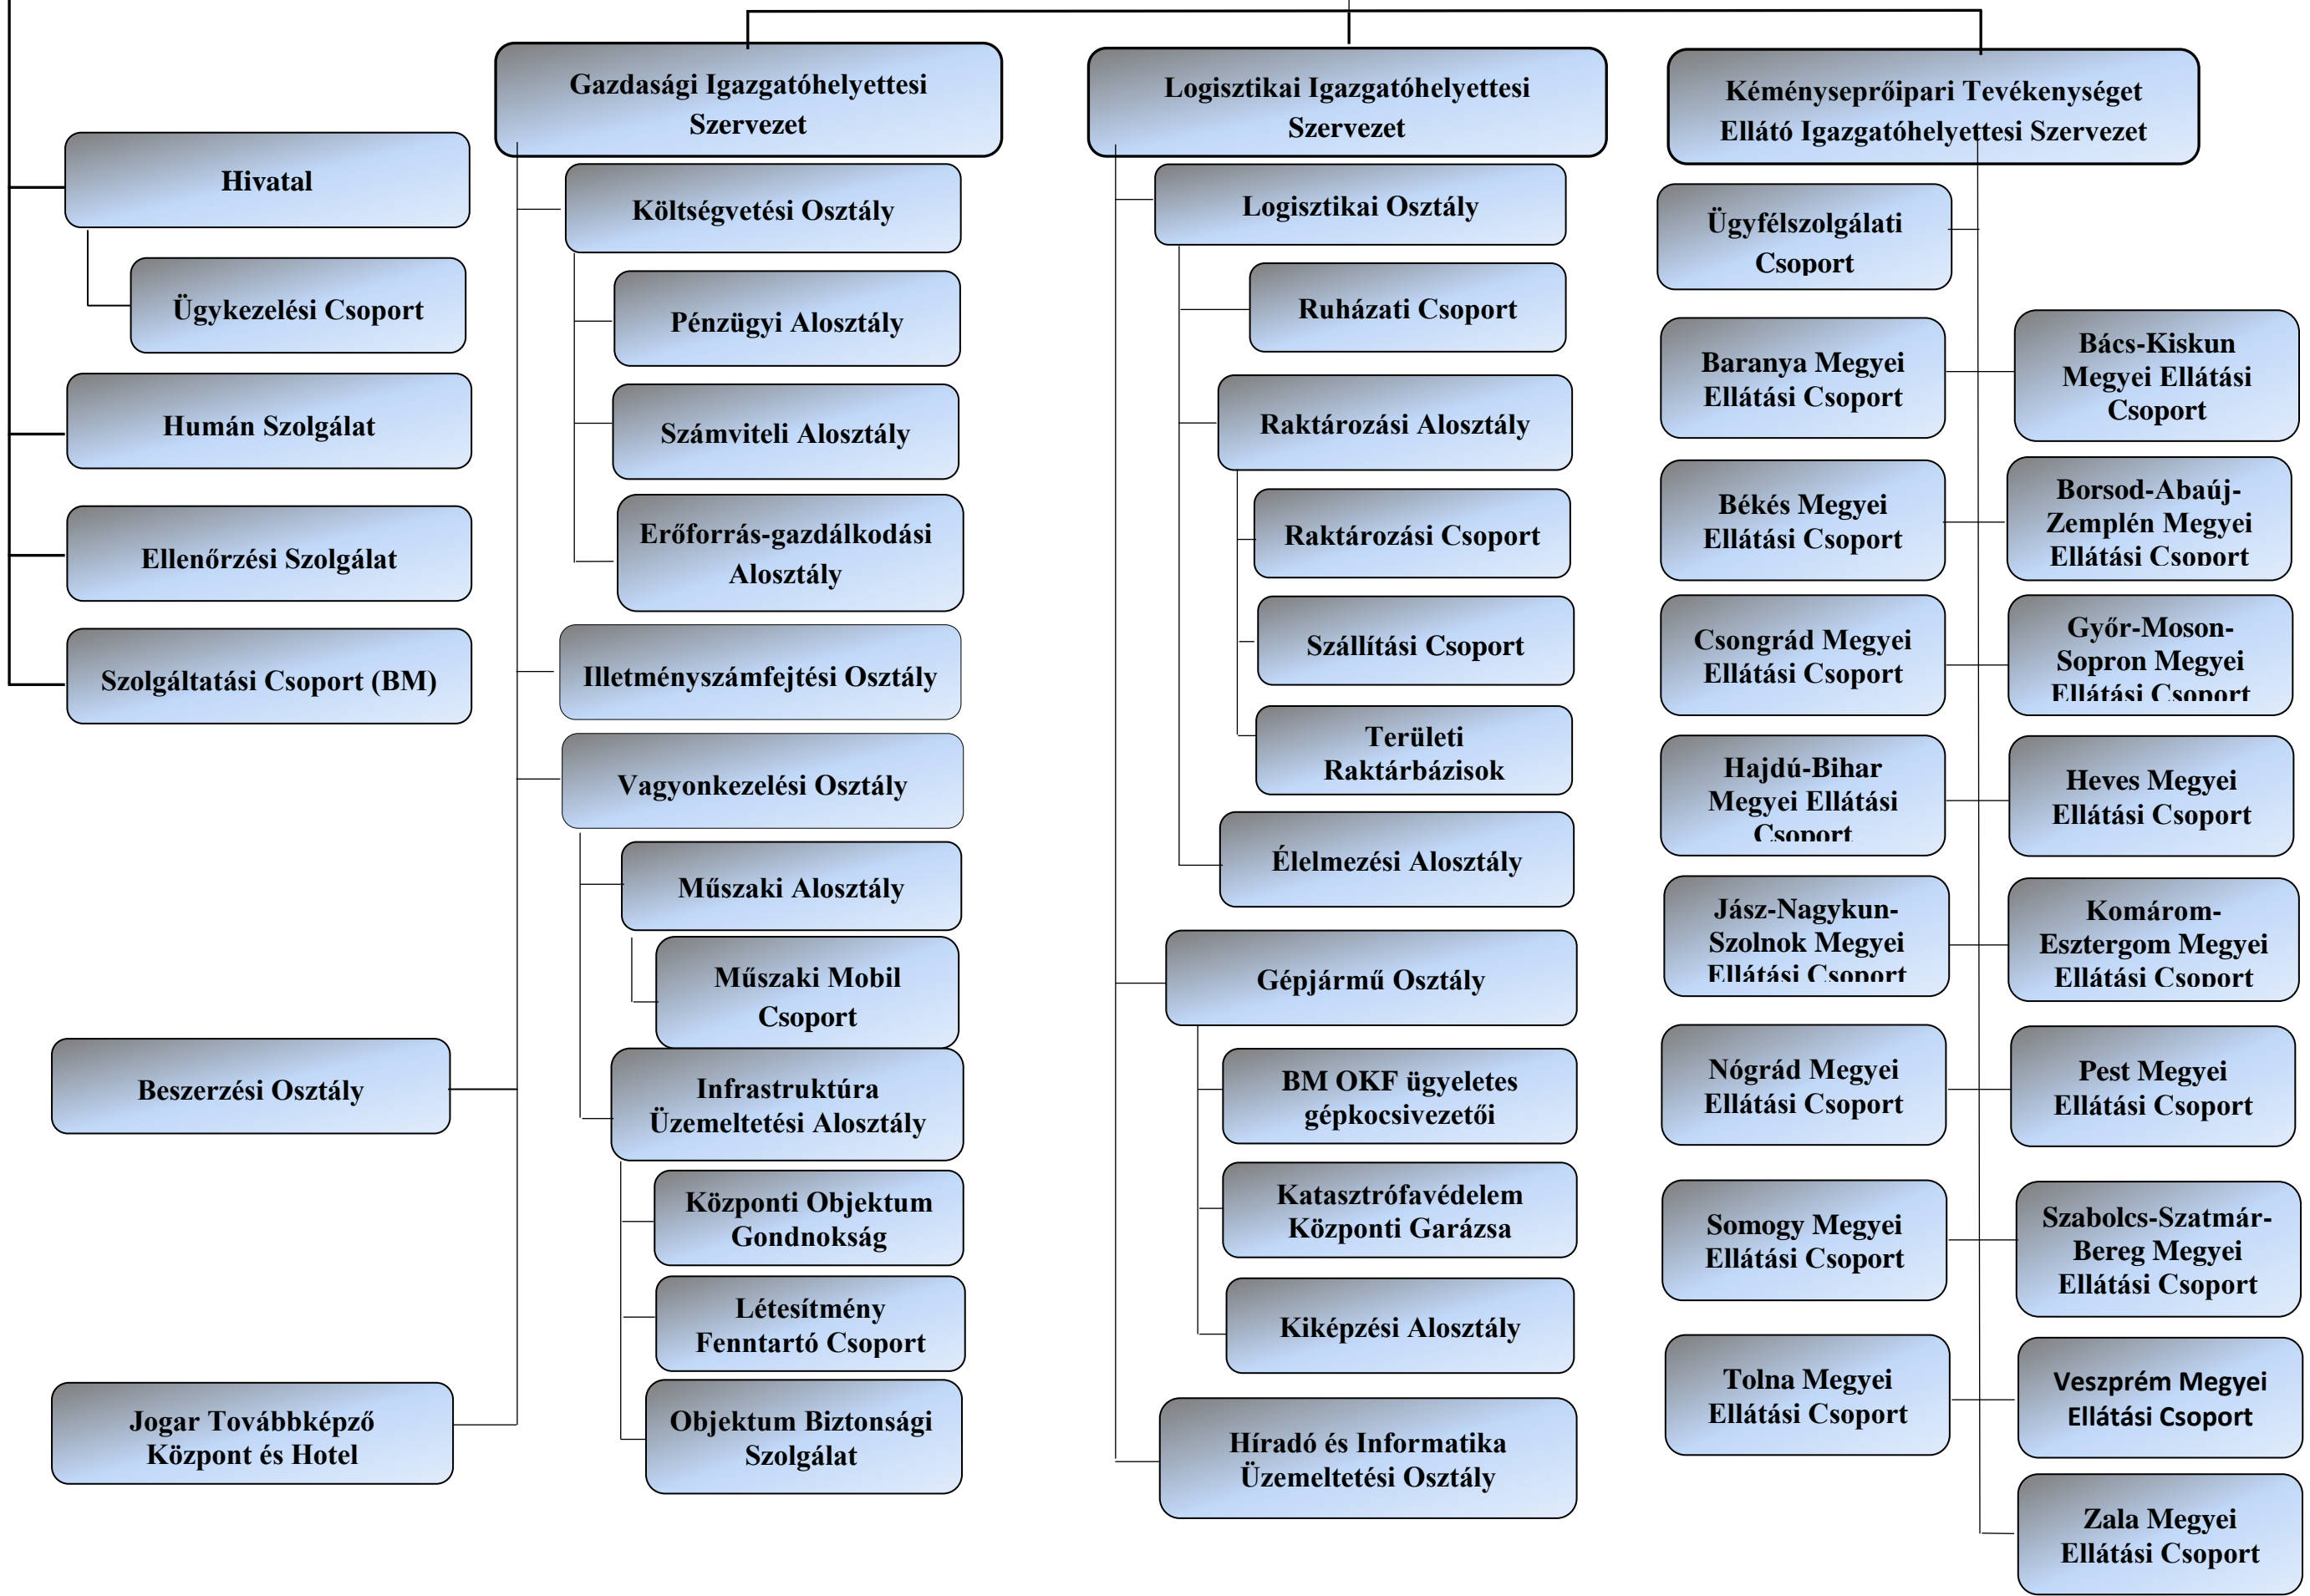 Gazdasági Igazgatóhelyettesi
Szervezet
Logisztikai Igazgatóhelyettesi
Szervezet
Kéményseprőipari Tevékenységet
Ellátó Igazgatóhelyettesi Szervezet
Hivatal
Ügykezelési Csoport
Humán Szolgálat
Ellenőrzési Szolgálat
Szolgáltatási Csoport (BM)
Beszerzési Osztály
Jogar Továbbképző
Központ és Hotel
Költségvetési Osztály
Pénzügyi Alosztály
Számviteli Alosztály
Erőforrás-gazdálkodási
Alosztály
Illetményszámfejtési Osztály
Vagyonkezelési Osztály
Műszaki Alosztály
Műszaki Mobil
Csoport
Infrastruktúra
Üzemeltetési Alosztály
Központi Objektum
Gondnokság
Létesítmény
Fenntartó Csoport
Objektum Biztonsági
Szolgálat
Logisztikai Osztály
Ruházati Csoport
Raktározási Alosztály
Raktározási Csoport
Szállítási Csoport
Területi
Raktárbázisok
Élelmezési Alosztály
Gépjármű Osztály
BM OKF ügyeletes
gépkocsivezetői
Katasztrófavédelem
Központi Garázsa
Kiképzési Alosztály
Híradó és Informatika
Üzemeltetési Osztály
Ügyfélszolgálati
Csoport
Baranya Megyei
Ellátási Csoport
Bács-Kiskun
Megyei Ellátási
Csoport
Békés Megyei
Ellátási Csoport
Borsod-Abaúj-
Zemplén Megyei
Ellátási Csoport
Csongrád Megyei
Ellátási Csoport
Győr-Moson-
Sopron Megyei
Ellátási Csoport
Hajdú-Bihar
Megyei Ellátási
Csoport
Heves Megyei
Ellátási Csoport
Jász-Nagykun-
Szolnok Megyei
Ellátási Csoport
Komárom-
Esztergom Megyei
Ellátási Csoport
Nógrád Megyei
Ellátási Csoport
Pest Megyei
Ellátási Csoport
Somogy Megyei
Ellátási Csoport
Szabolcs-Szatmár-
Bereg Megyei
Ellátási Csoport
Tolna Megyei
Ellátási Csoport
Veszprém Megyei
Ellátási Csoport
Zala Megyei
Ellátási Csoport